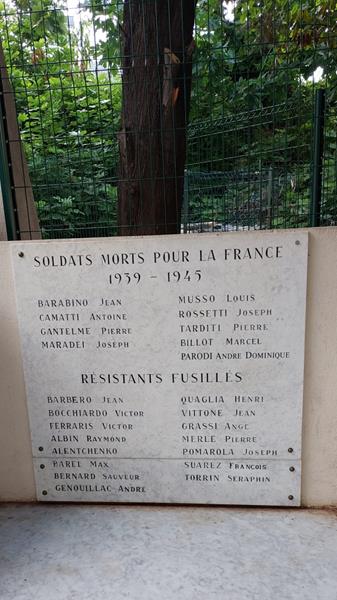 SOLDATS MORTS POUR LA FRANCE
1939 - 1945
BARABINO JEAN
CAMATTI ANTOINE
GANTELME PIERRE
MARADEI JOSEPH
MUSSO LOUIS
ROSSETTI JOSEPH
TARDITI PIERRE
BILLOT MARCEL
PARODI ANDRE DOMINIQUE
RÉSISTANTS FUSILLÉS
BARBERO JEAN
BOCCHIARDO VICTOR
FERRARIS VICTOR
ALBIN RAYMOND
ALENTCHENKO
BAREL MAX
BERNARD SAUVEUR
GENOUILLAC ANDRE
QUAGLIA HENRI
VITTONE JEAN
GRASSI ANGE
MERLE PIERRE
POMAROLA JOSEPH
SUAREZ FRANCOIS
TORRIN SERAPHIN